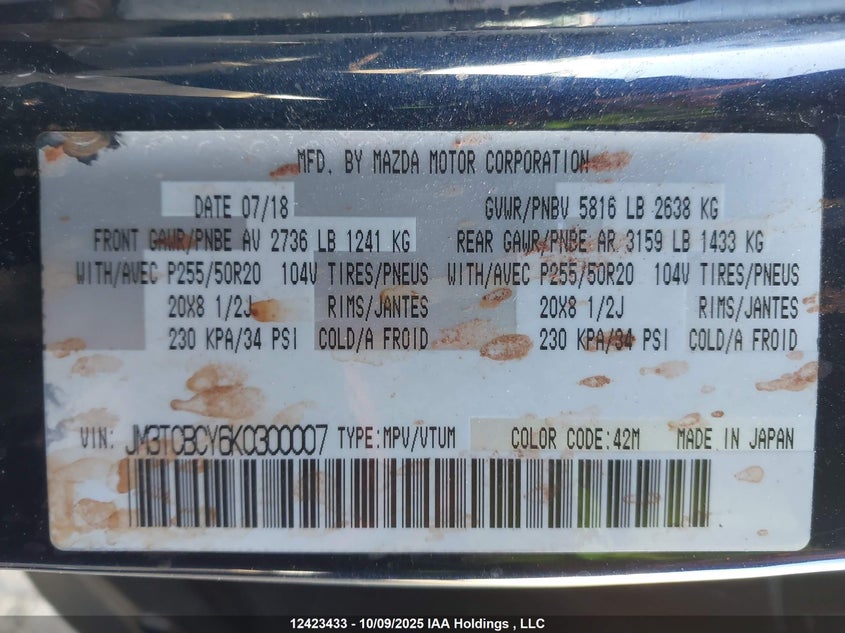 MFD. BY MAZDA MOTOR CORPORATION
DATE 07/18 GVWR/PNBV 5816 LB 2638 KG
FRONT GAWR/PNBE AV 2736 LB 1241 KG REAR GAWR/PNBE AR 3159 LB 1433 KG
WITH/AVEC P255/50R20 104V TIRES/PNEUS WITH/AVEC P255/50R20 104V TIRES/PNEUS
20X8 1/2J RIMS/JANTES 20X8 1/2J RIMS/JANTES
230 KPA/34 PSI COLD/A FROID 230 KPA/34 PSI COLD/A FROID
VIN: JM3TCBCY6K0300007 TYPE:MPV/VTUM COLOR CODE:42M MADE IN JAPAN
12423433 - 10/09/2025 IAA Holdings , LLC